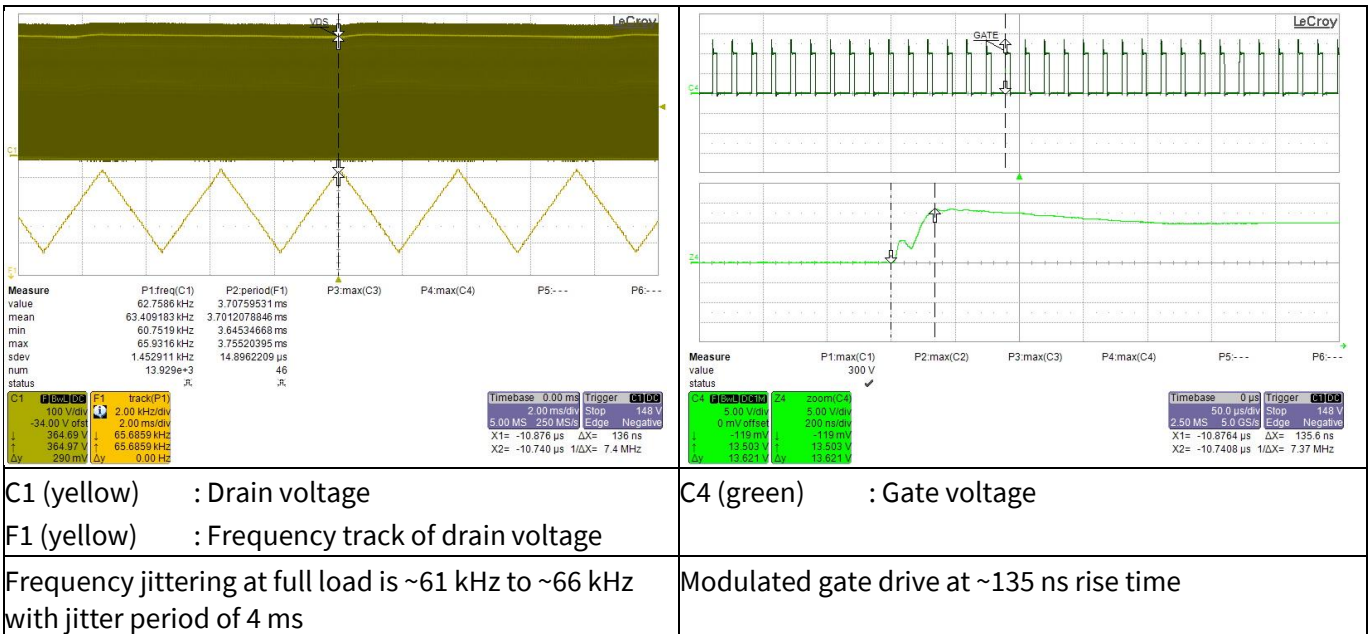 VDS
LeCroy
C1
F1
Measure P1:freq(C1) P2:period(F1) P3:max(C3) P4:max(C4) P5:- - - P6:- - -
value 62.7586 kHz 3.70759531 ms
mean 63.409183 kHz 3.7012078846 ms
min 60.7519 kHz 3.64534668 ms
max 65.9316 kHz 3.75520395 ms
sdev 1.452911 kHz 14.8962209 µs
num 13.929e+3 46
status
C1 F BwL DC F1 track(P1)
100 V/div 2.00 kHz/div
-34.00 V ofst 2.00 ms/div
↓ 364.69 V ↓ 65.6859 kHz
↑ 364.97 V ↑ 65.6859 kHz
Δy 290 mV Δy 0.00 Hz
Timebase 0.00 ms Trigger C1 DC
2.00 ms/div Stop 148 V
5.00 MS 250 MS/s Edge Negative
X1= -10.876 µs ΔX= 136 ns
X2= -10.740 µs 1/ΔX= 7.4 MHz
GATE
LeCroy
C4
Z4
Measure P1:max(C1) P2:max(C2) P3:max(C3) P4:max(C4) P5:- - - P6:- - -
value 300 V
status
C4 F BwL DC1M Z4 zoom(C4)
5.00 V/div 5.00 V/div
0 mV offset 200 ns/div
↓ -119 mV ↓ -119 mV
↑ 13.503 V ↑ 13.503 V
Δy 13.621 V Δy 13.621 V
Timebase 0 µs Trigger C1 DC
50.0 µs/div Stop 148 V
2.50 MS 5.0 GS/s Edge Negative
X1= -10.8764 µs ΔX= 135.6 ns
X2= -10.7408 µs 1/ΔX= 7.37 MHz
C1 (yellow) : Drain voltage
F1 (yellow) : Frequency track of drain voltage
C4 (green) : Gate voltage
Frequency jittering at full load is ~61 kHz to ~66 kHz
with jitter period of 4 ms
Modulated gate drive at ~135 ns rise time